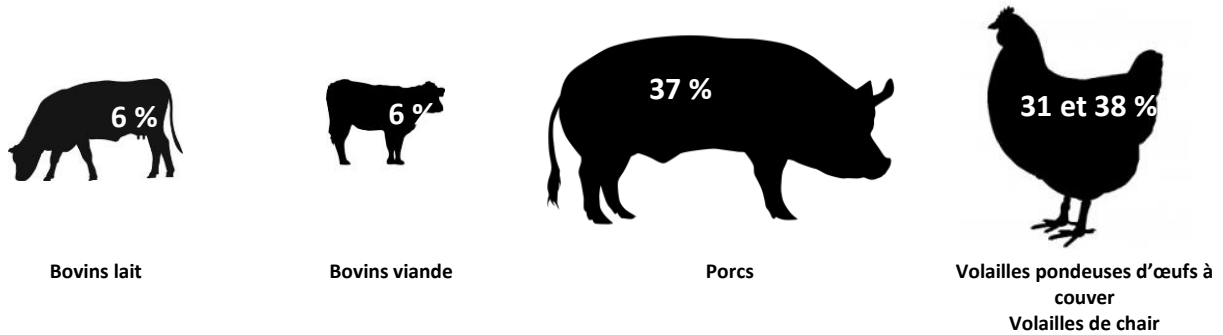 6 %
6 %
37 %
31 et 38 %
Bovins lait
Bovins viande
Porcs
Volailles pondeuses d’œufs à
couver
Volailles de chair